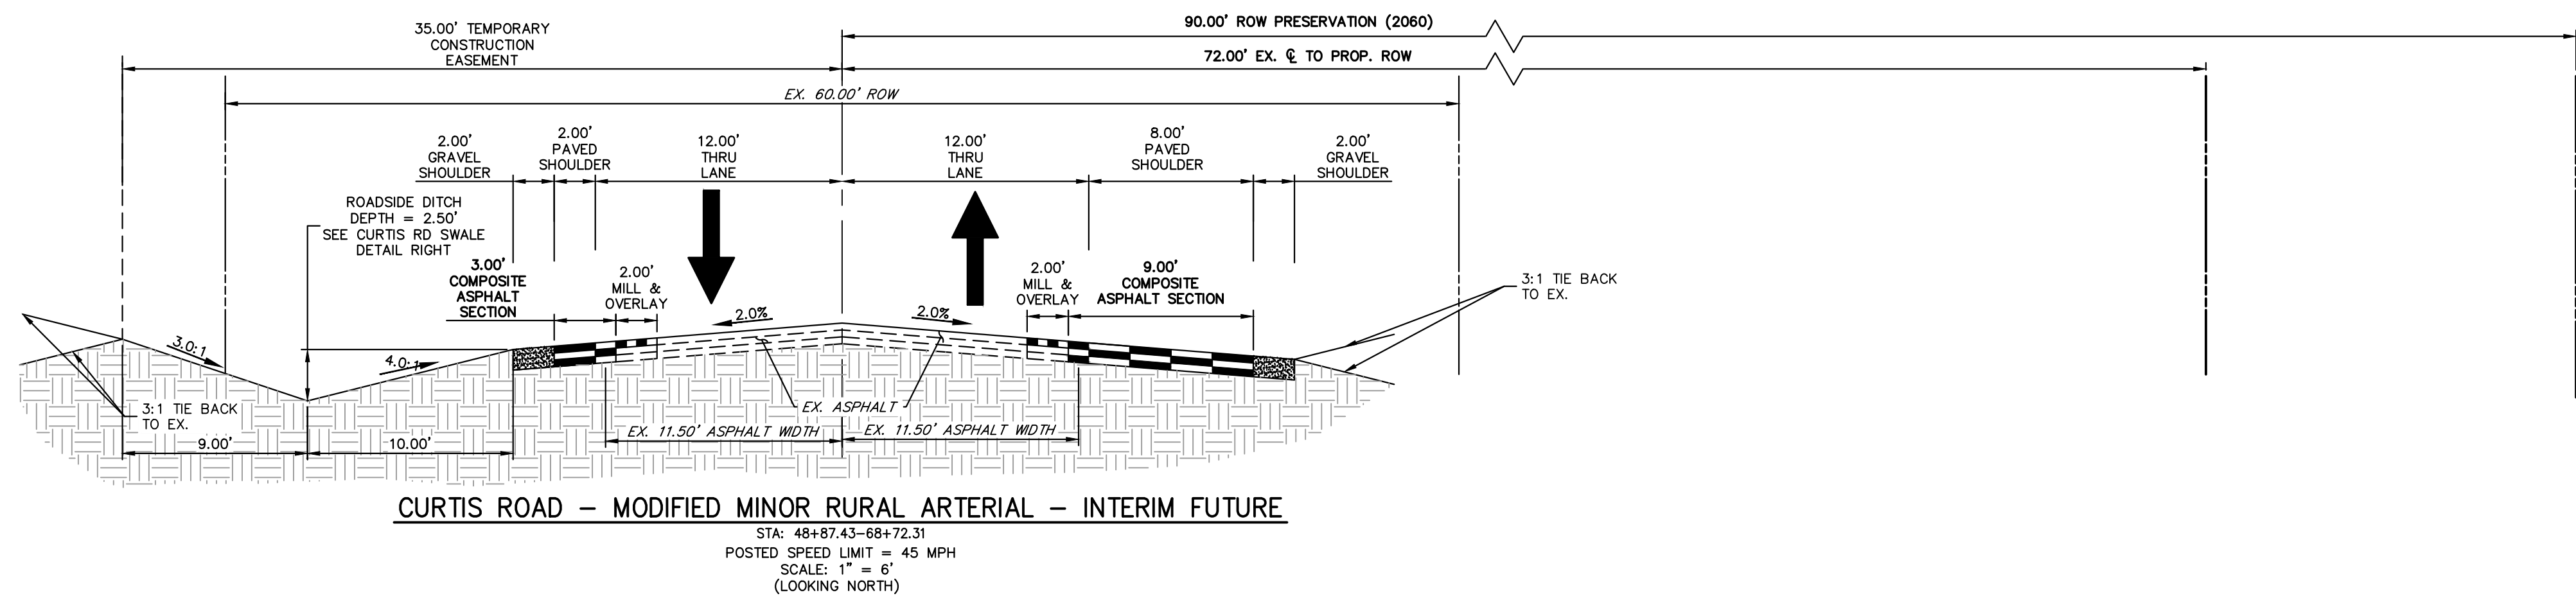 90.00' ROW PRESERVATION (2060)
35.00' TEMPORARY
CONSTRUCTION
EASEMENT
72.00' EX. ℄ TO PROP. ROW
EX. 60.00' ROW
2.00'
GRAVEL
SHOULDER
2.00'
PAVED
SHOULDER
12.00'
THRU
LANE
12.00'
THRU
LANE
8.00'
PAVED
SHOULDER
2.00'
GRAVEL
SHOULDER
ROADSIDE DITCH
DEPTH = 2.50'
SEE CURTIS RD SWALE
DETAIL RIGHT
3.00'
COMPOSITE
ASPHALT
SECTION
2.00'
MILL &
OVERLAY
2.0%
2.0%
2.00'
MILL &
OVERLAY
9.00'
COMPOSITE
ASPHALT SECTION
3:1 TIE BACK
TO EX.
3.0:1
4.0:1
3:1 TIE BACK
TO EX.
EX. ASPHALT
9.00'
10.00'
EX. 11.50' ASPHALT WIDTH
EX. 11.50' ASPHALT WIDTH
CURTIS ROAD - MODIFIED MINOR RURAL ARTERIAL - INTERIM FUTURE
STA: 48+87.43-68+72.31
POSTED SPEED LIMIT = 45 MPH
SCALE: 1" = 6'
(LOOKING NORTH)